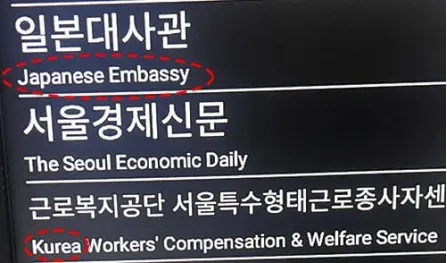 일본대사관
Japanese Embassy
서울경제신문
The Seoul Economic Daily
근로복지공단 서울특수형태근로종사자센
Kurea Workers' Compensation & Welfare Service